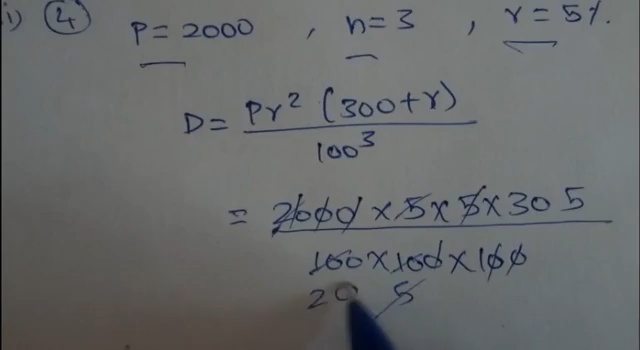 i) (4) P = 2000 , n = 3 , r = 5%.
D = Pr² (300+r) / 100³
= 2000 × 5 × 5 × 305
100 × 100 × 100
20 5